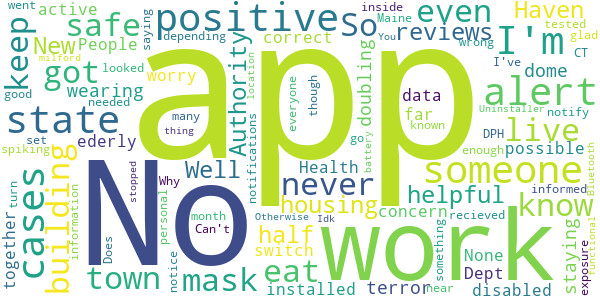 went
active
saying
positive
So
even
inside
Maine
Haven
tested
glad
keep
safe
depending
correct
reviews
You
wrong
I'm
CT
milford
New
People
looked
Authority
worry
doubling
dome
I've
good
got
wearing
app
location
everyone
though
data
alert
notify
state
needed
many
notifications
far
known
DPH
Uninstaller
set
ederly
thing
go
battery
enough
live
spiking
No
Well
Health
possible
someone
Bluetooth
cases
building
information
stopped
Why
personal
never
housing
helpful
know
informed
turn
together
month
Can't
Otherwise
Idk
half
concern
recieved
staying
exposure
functional
Does
notice
switch
work
something
None
Dept
near
town
mask
eat
installed
terror
disabled